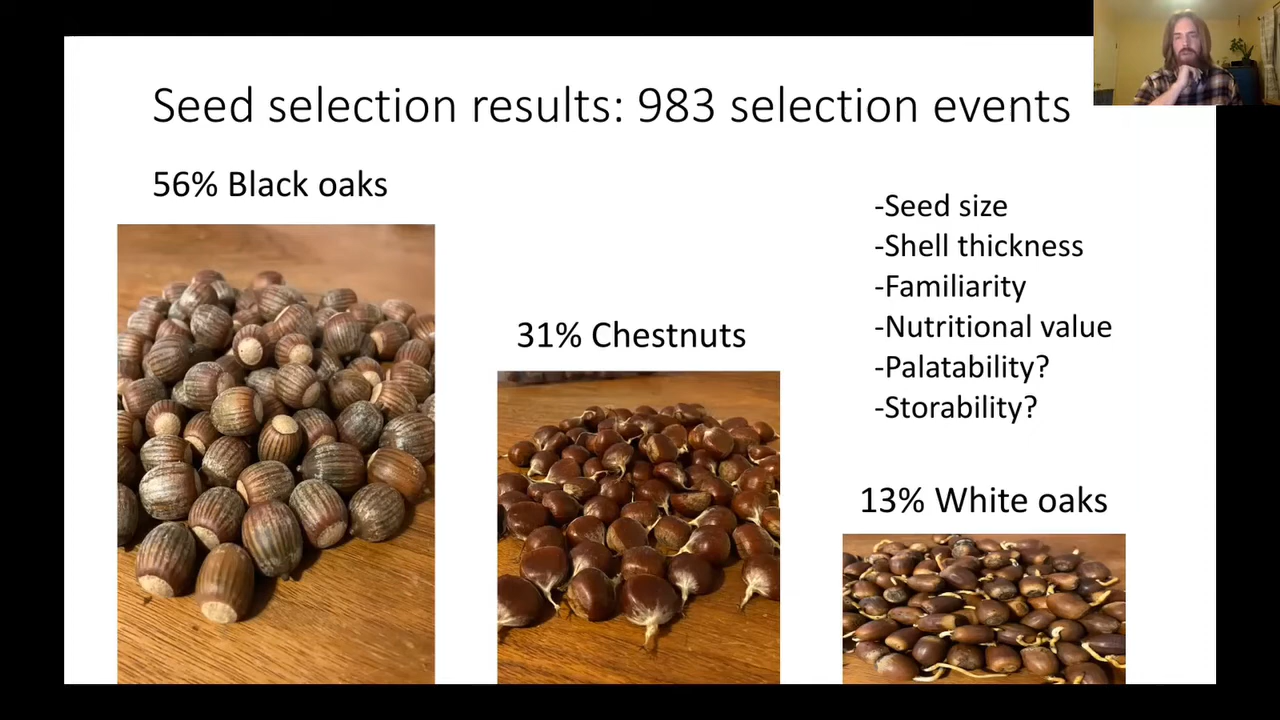 Seed selection results: 983 selection events
56% Black oaks
31% Chestnuts
-Seed size
-Shell thickness
-Familiarity
-Nutritional value
-Palatability?
-Storability?
13% White oaks